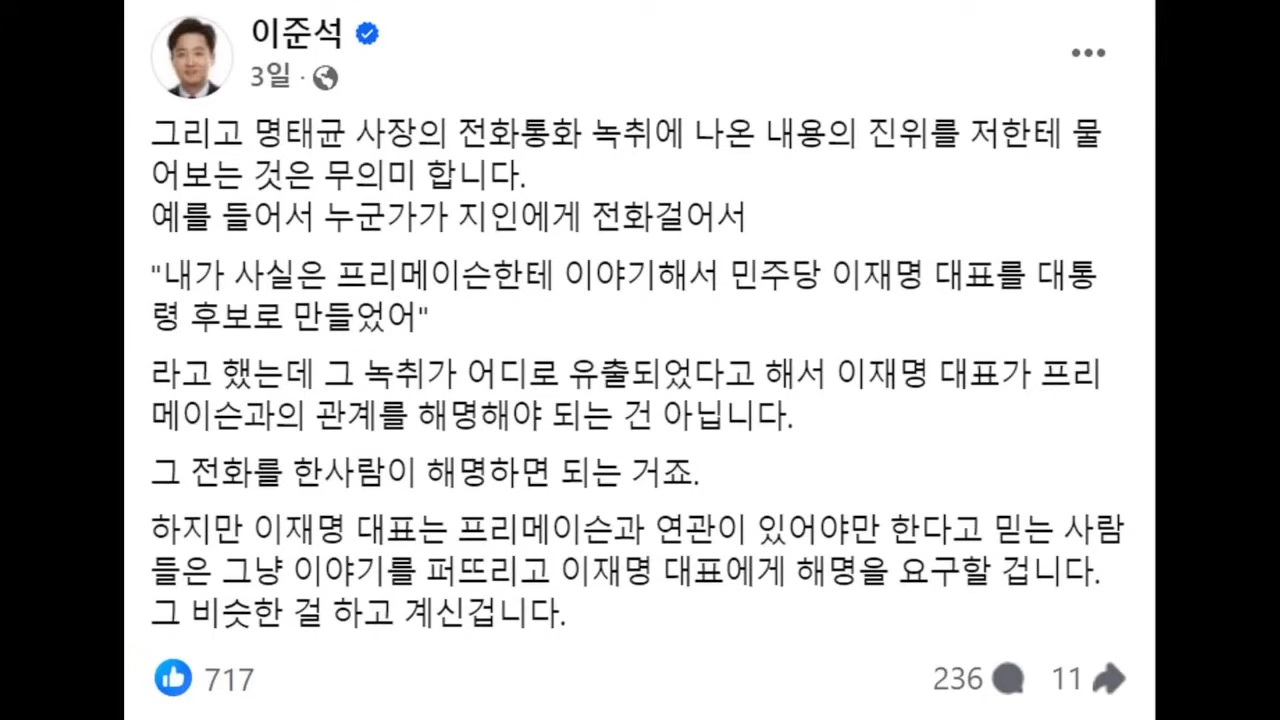 이준석
3일 ·
그리고 명태균 사장의 전화통화 녹취에 나온 내용의 진위를 저한테 물
어보는 것은 무의미 합니다.
예를 들어서 누군가가 지인에게 전화걸어서
"내가 사실은 프리메이슨한테 이야기해서 민주당 이재명 대표를 대통
령 후보로 만들었어"
라고 했는데 그 녹취가 어디로 유출되었다고 해서 이재명 대표가 프리
메이슨과의 관계를 해명해야 되는 건 아닙니다.
그 전화를 한사람이 해명하면 되는 거죠.
하지만 이재명 대표는 프리메이슨과 연관이 있어야만 한다고 믿는 사람
들은 그냥 이야기를 퍼뜨리고 이재명 대표에게 해명을 요구할 겁니다.
그 비슷한 걸 하고 계신겁니다.
717 236 11